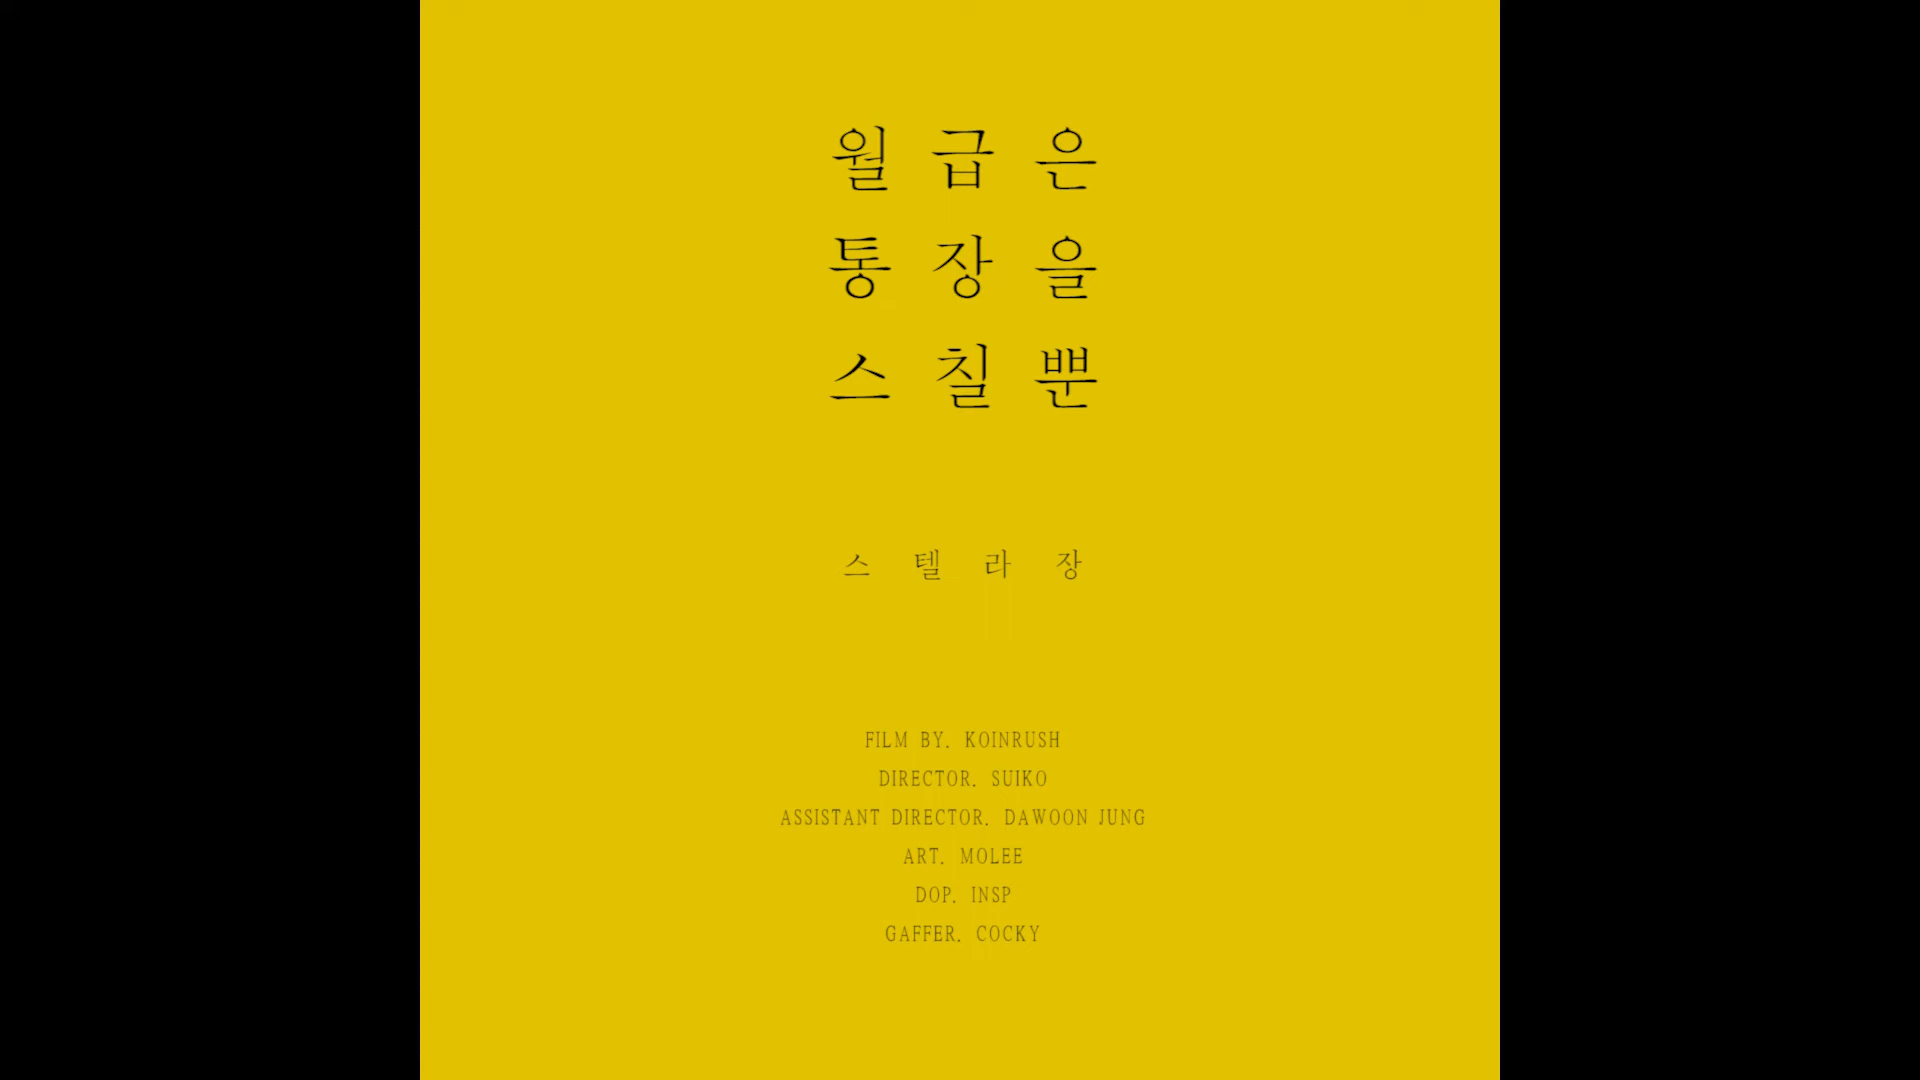 월급은
통장을
스칠뿐
스텔라장
FILM BY. KOINRUSH
DIRECTOR. SUIKO
ASSISTANT DIRECTOR. DAWOON JUNG
ART. MOLEE
DOP. INSP
GAFFER. COCKY